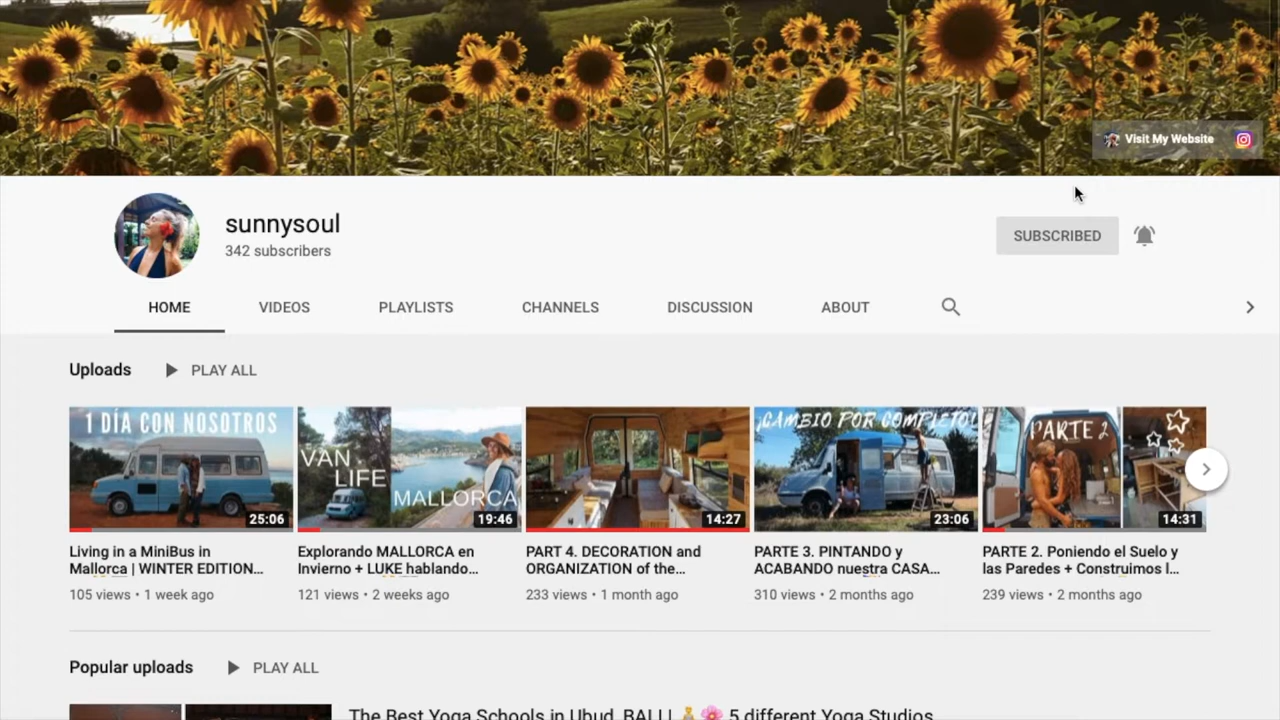 Visit My Website
sunnysoul
342 subscribers
SUBSCRIBED
HOME
VIDEOS
PLAYLISTS
CHANNELS
DISCUSSION
ABOUT
Uploads
PLAY ALL
1 DÍA CON NOSOTROS
25:06
Living in a MiniBus in
Mallorca | WINTER EDITION...
105 views • 1 week ago
VAN
LIFE
MALLORCA
19:46
Explorando MALLORCA en
Invierno + LUKE hablando...
121 views • 2 weeks ago
14:27
PART 4. DECORATION and
ORGANIZATION of the...
233 views • 1 month ago
¡CAMBIO POR COMPLETO!
23:06
PARTE 3. PINTANDO y
ACABANDO nuestra CASA...
310 views • 2 months ago
PARTE 2
14:31
PARTE 2. Poniendo el Suelo y
las Paredes + Construimos l...
239 views • 2 months ago
Popular uploads
PLAY ALL
The Best Yoga Schools in Ubud, BALI | 🧘🌸 5 different Yoga Studios